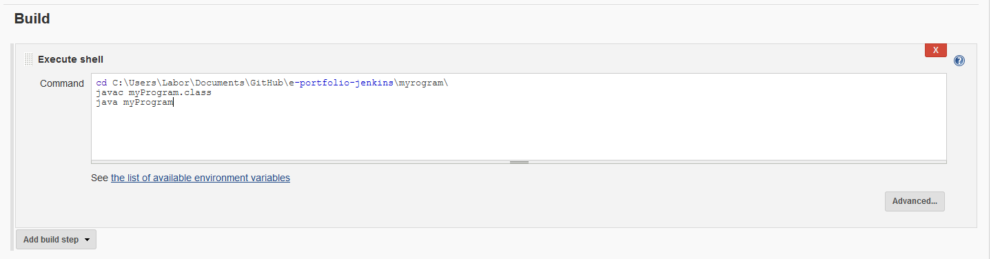 Build
Execute shell
X
?
Command
cd C:\Users\Labor\Documents\GitHub\e-portfolio-jenkins\myrogram\
javac myProgram.class
java myProgram
See the list of available environment variables
Advanced...
Add build step